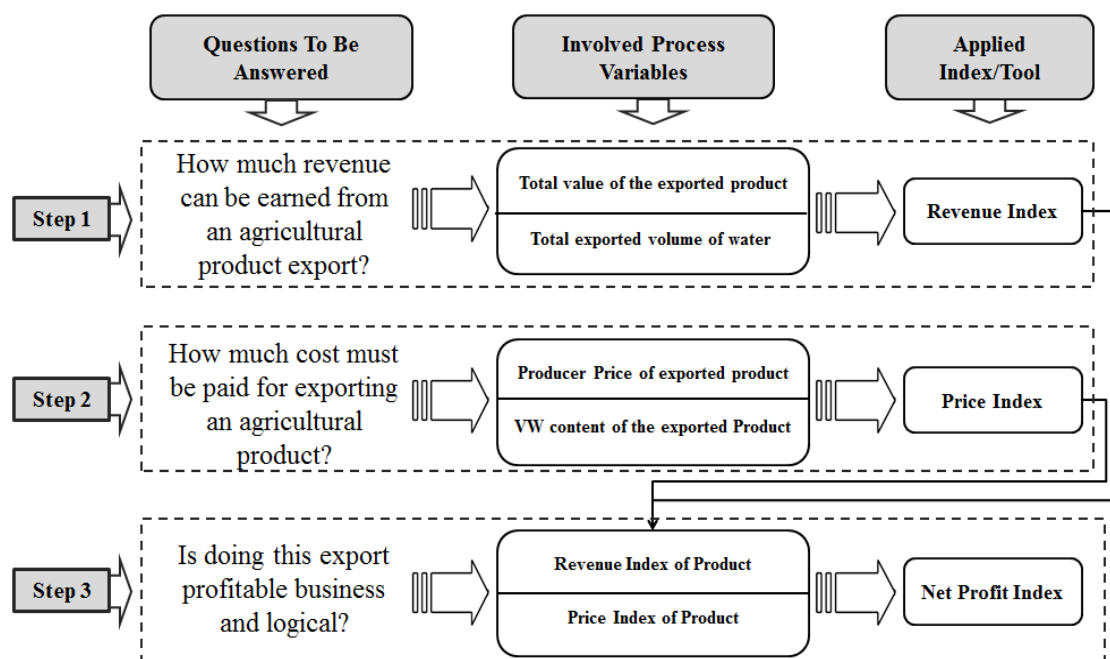 Questions To Be
Answered
Involved Process
Variables
Applied
Index/Tool
Step 1
How much revenue
can be earned from
an agricultural
product export?
Total value of the exported product
Total exported volume of water
Revenue Index
Step 2
How much cost must
be paid for exporting
an agricultural
product?
Producer Price of exported product
VW content of the exported Product
Price Index
Step 3
Is doing this export
profitable business
and logical?
Revenue Index of Product
Price Index of Product
Net Profit Index